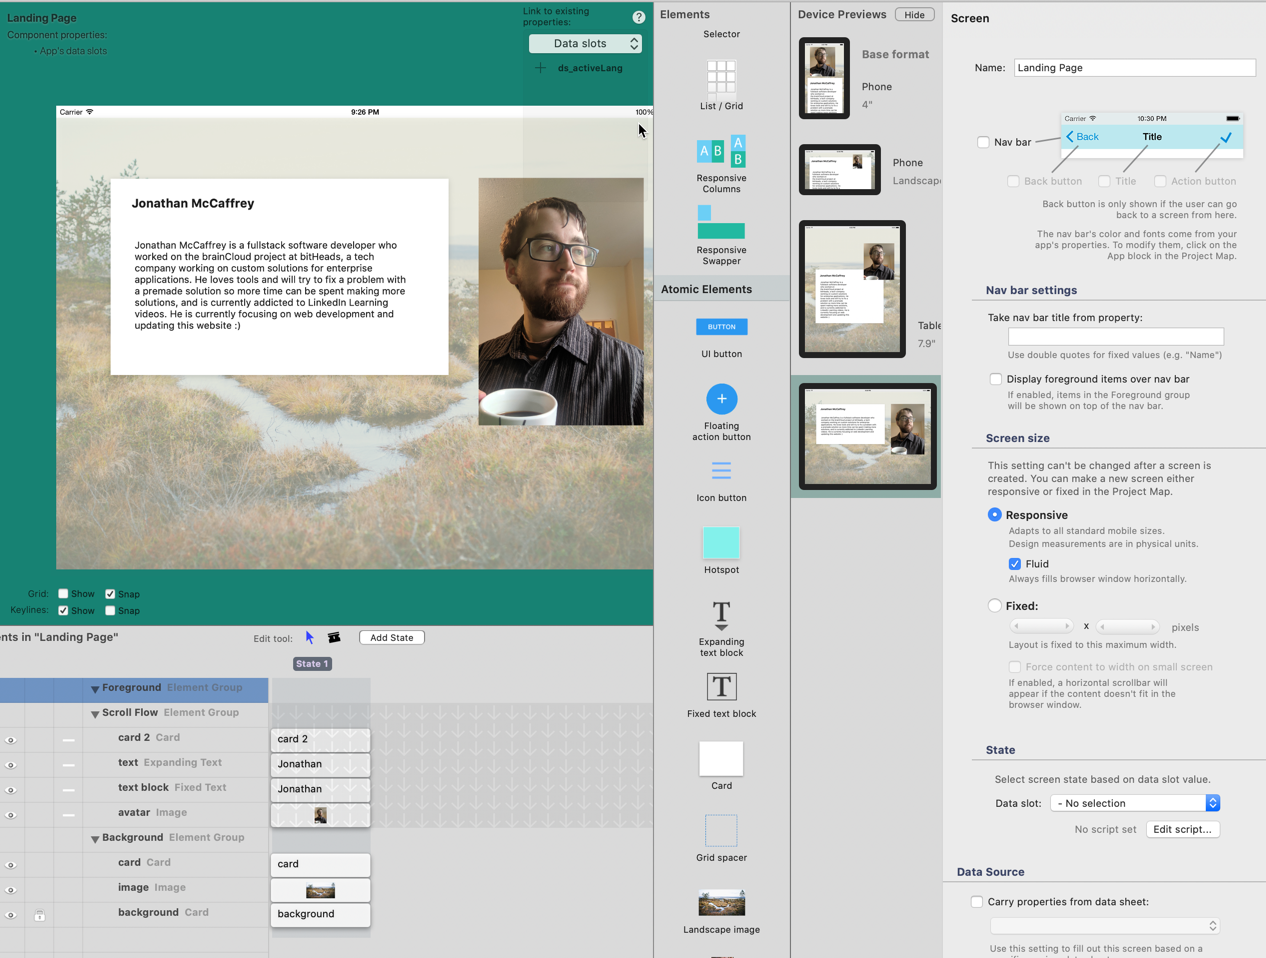 Landing Page
Component properties:
• App's data slots
Link to existing
properties:
?
Data slots
ds_activeLang
Carrier
9:26 PM
100%
Jonathan McCaffrey
Jonathan McCaffrey is a fullstack software developer who
worked on the brainCloud project at bitHeads, a tech
company working on custom solutions for enterprise
applications. He loves tools and will try to fix a problem with
a premade solution so more time can be spent making more
solutions, and is currently addicted to LinkedIn Learning
videos. He is currently focusing on web development and
updating this website :)
Grid:
Show
Snap
Keylines:
Show
Snap
nts in "Landing Page"
Edit tool:
Add State
State 1
Foreground Element Group
Scroll Flow Element Group
card 2 Card
card 2
text Expanding Text
Jonathan
text block Fixed Text
Jonathan
avatar Image
Background Element Group
card Card
card
image Image
background Card
background
Elements
Selector
List / Grid
A B
A
B
Responsive
Columns
Responsive
Swapper
Atomic Elements
BUTTON
UI button
Floating
action button
Icon button
Hotspot
T
Expanding
text block
T
Fixed text block
Card
Grid spacer
Landscape image
Device Previews
Hide
Base format
Phone
4"
Phone
Landscape
Table
7.9"
Screen
Name:
Landing Page
Carrier
10:30 PM
Nav bar
Back
Title
Back button
Title
Action button
Back button is only shown if the user can go
back to a screen from here.
The nav bar's color and fonts come from your
app's properties. To modify them, click on the
App block in the Project Map.
Nav bar settings
Take nav bar title from property:
Use double quotes for fixed values (e.g. "Name")
Display foreground items over nav bar
If enabled, items in the Foreground group
will be shown on top of the nav bar.
Screen size
This setting can't be changed after a screen is
created. You can make a new screen either
responsive or fixed in the Project Map.
Responsive
Adapts to all standard mobile sizes.
Design measurements are in physical units.
Fluid
Always fills browser window horizontally.
Fixed:
x
pixels
Layout is fixed to this maximum width.
Force content to width on small screen
If enabled, a horizontal scrollbar will
appear if the content doesn't fit in the
browser window.
State
Select screen state based on data slot value.
Data slot:
- No selection
No script set
Edit script...
Data Source
Carry properties from data sheet:
Use this setting to fill out this screen based on a